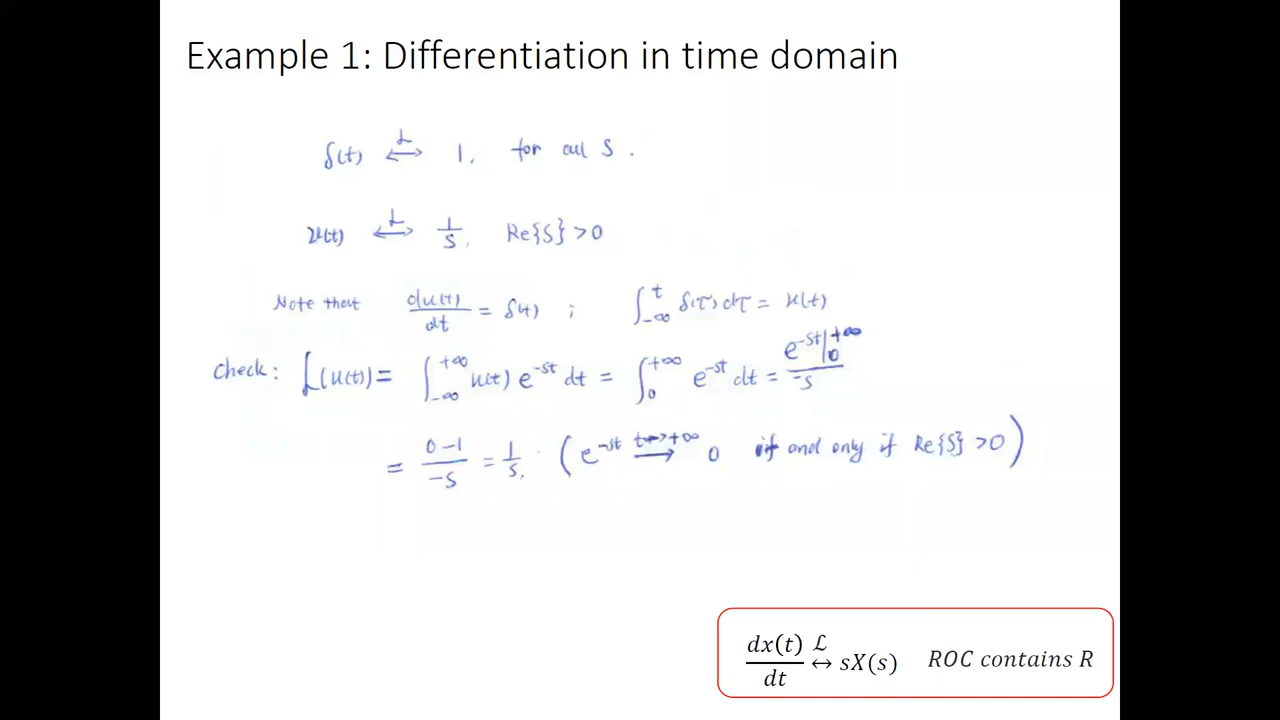 Example 1: Differentiation in time domain
δ(t) ℒ⟷ 1, for all S.
u(t) ℒ⟷ 1/S, Re{S}>0
Note that du(t)/dt = δ(t) ; ∫_{-∞}^{t} δ(τ)dτ = u(t)
Check: ℒ(u(t)) = ∫_{-∞}^{+∞} u(t) e^{-st} dt = ∫_{0}^{+∞} e^{-st} dt = e^{-st}|_{0}^{+∞}/-s
= (0-1)/-S = 1/S. (e^{-st} t→+∞⟶ 0 if and only if Re{S}>0)
dx(t)/dt ℒ↔ sX(s) ROC contains R